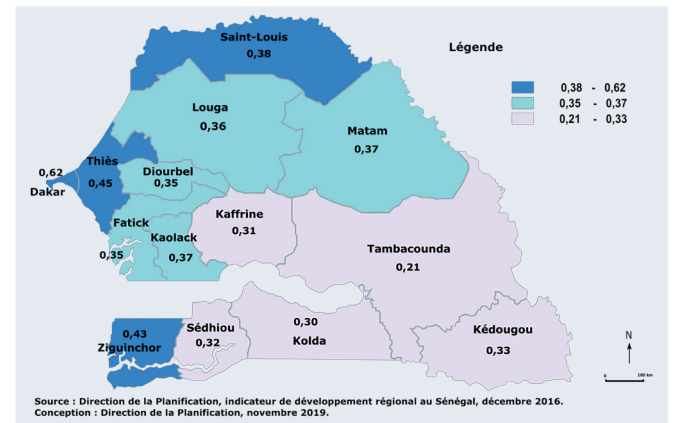 Saint-Louis
0,38
Légende
0,38 - 0,62
0,35 - 0,37
0,21 - 0,33
Louga
0,36
Matam
0,37
Thiès
0,45
0,62
Dakar
Diourbel
0,35
Fatick
0,35
Kaolack
0,37
Kaffrine
0,31
Tambacounda
0,21
0,43
Ziguinchor
Sédhiou
0,32
0,30
Kolda
Kédougou
0,33
N
0 100 km
Source : Direction de la Planification, indicateur de développement régional au Sénégal, décembre 2016.
Conception : Direction de la Planification, novembre 2019.